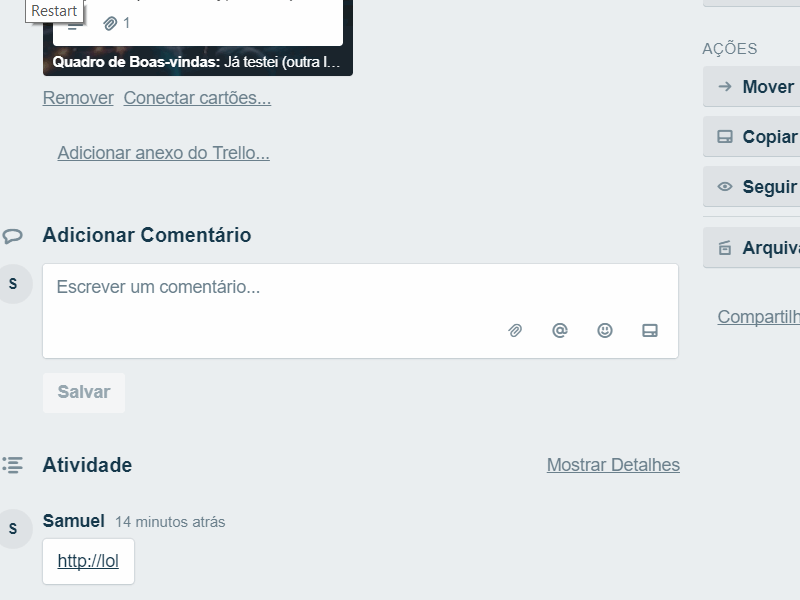 Restart
1
Quadro de Boas-vindas: Já testei (outra l...
Remover Conectar cartões...
Adicionar anexo do Trello...
AÇÕES
Mover
Copiar
Seguir
Arquiva
Compartilh
Adicionar Comentário
S
Escrever um comentário...
Salvar
Atividade
Mostrar Detalhes
S
Samuel 14 minutos atrás
http://lol